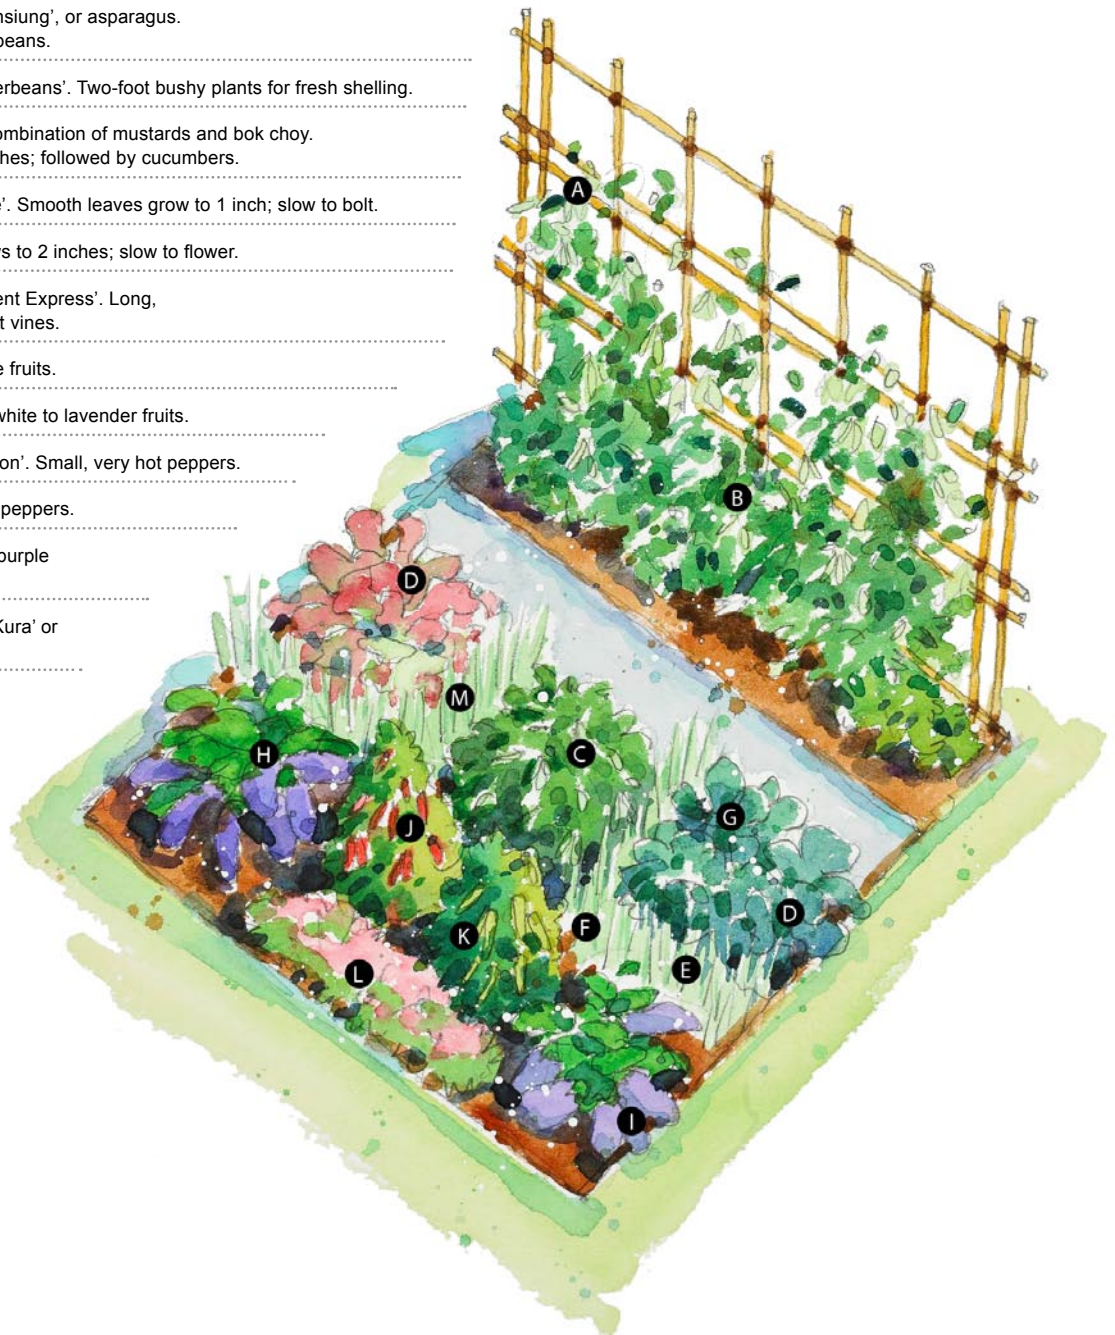 nsiung’, or asparagus.
beans.
erbeans’. Two-foot bushy plants for fresh shelling.
ombination of mustards and bok choy.
hes; followed by cucumbers.
e’. Smooth leaves grow to 1 inch; slow to bolt.
s to 2 inches; slow to flower.
ent Express’. Long,
t vines.
e fruits.
white to lavender fruits.
on’. Small, very hot peppers.
peppers.
purple
Kura’ or
A
B
D
M
H
C
J
G
D
K
F
E
L
I